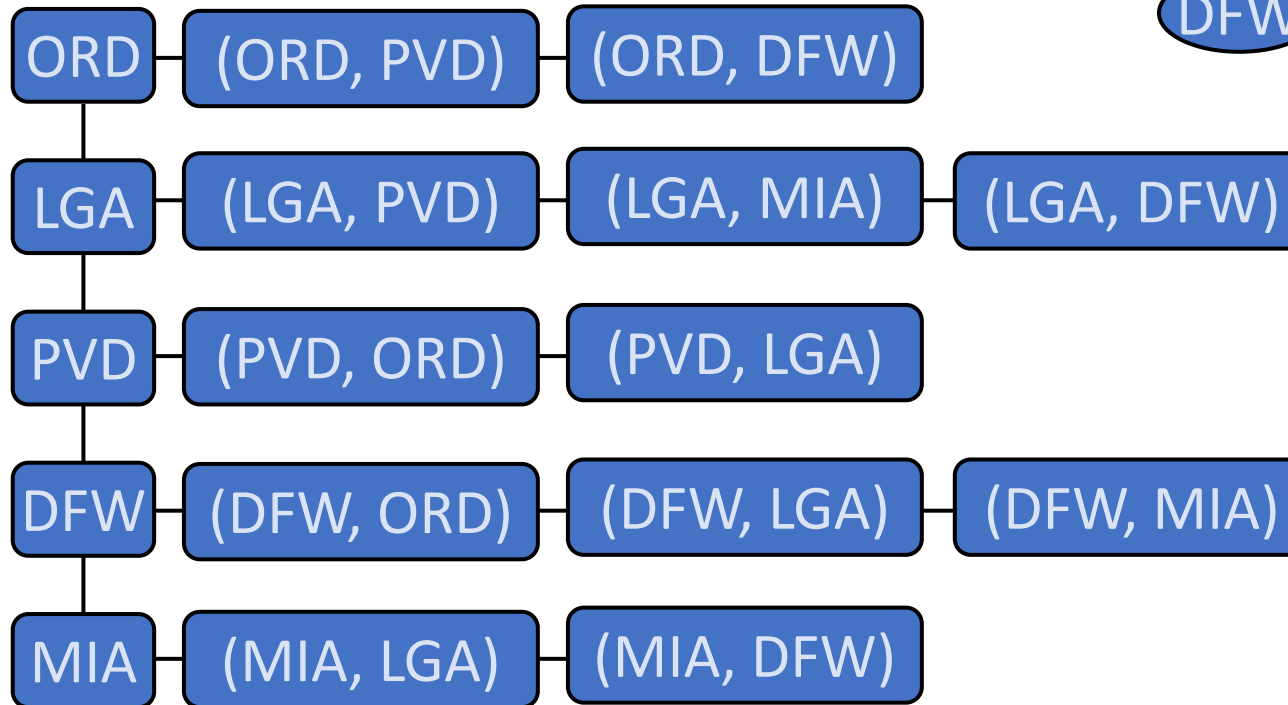 DFW
ORD (ORD, PVD) (ORD, DFW)
LGA (LGA, PVD) (LGA, MIA) (LGA, DFW)
PVD (PVD, ORD) (PVD, LGA)
DFW (DFW, ORD) (DFW, LGA) (DFW, MIA)
MIA (MIA, LGA) (MIA, DFW)